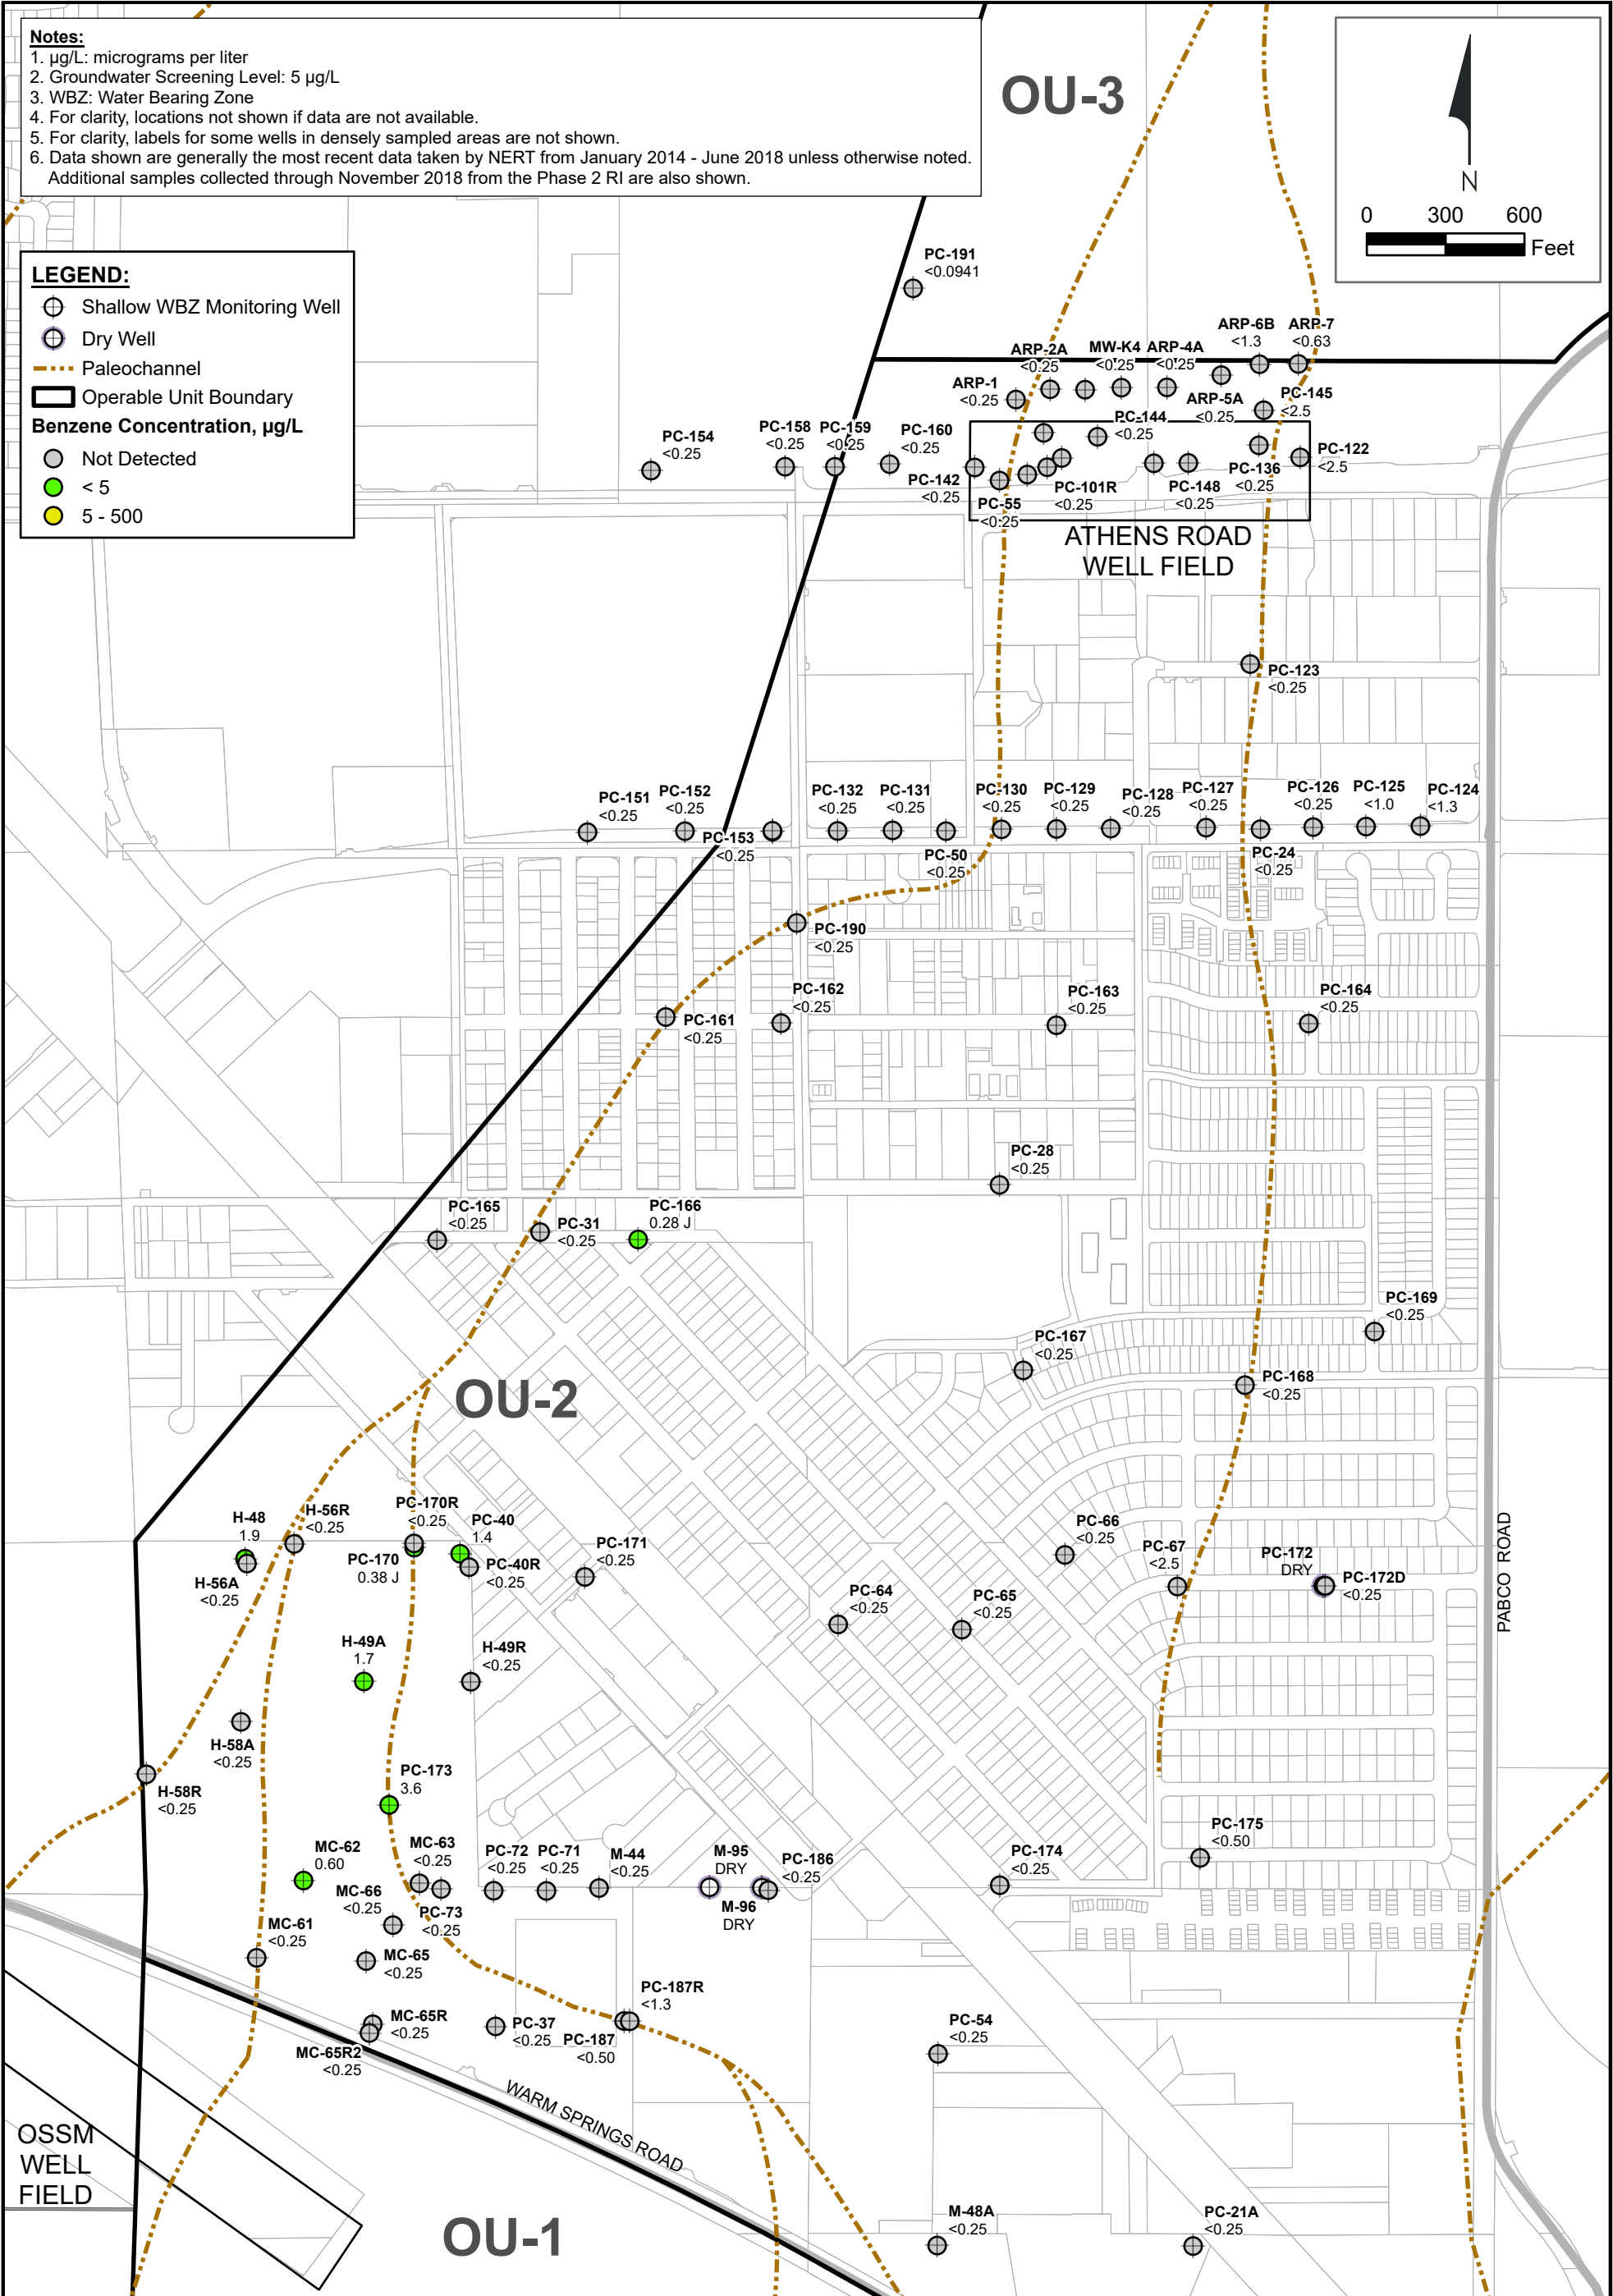 Notes:
1. µg/L: micrograms per liter
2. Groundwater Screening Level: 5 µg/L
3. WBZ: Water Bearing Zone
4. For clarity, locations not shown if data are not available.
5. For clarity, labels for some wells in densely sampled areas are not shown.
6. Data shown are generally the most recent data taken by NERT from January 2014 - June 2018 unless otherwise noted.
Additional samples collected through November 2018 from the Phase 2 RI are also shown.
OU-3
N
0 300 600
Feet
LEGEND:
Shallow WBZ Monitoring Well
Dry Well
Paleochannel
Operable Unit Boundary
Benzene Concentration, µg/L
Not Detected
< 5
5 - 500
PC-191
<0.0941
ARP-6B
<1.3
ARP-7
<0.63
ARP-2A
<0.25
MW-K4
<0.25
ARP-4A
<0.25
ARP-1
<0.25
ARP-5A
<0.25
PC-145
<2.5
PC-144
<0.25
PC-154
<0.25
PC-158
<0.25
PC-159
<0.25
PC-160
<0.25
PC-122
<2.5
PC-136
<0.25
PC-142
<0.25
PC-101R
<0.25
PC-148
<0.25
PC-55
<0.25
ATHENS ROAD
WELL FIELD
PC-123
<0.25
PC-151
<0.25
PC-152
<0.25
PC-153
<0.25
PC-132
<0.25
PC-131
<0.25
PC-130
<0.25
PC-129
<0.25
PC-128
<0.25
PC-127
<0.25
PC-126
<0.25
PC-125
<1.0
PC-124
<1.3
PC-50
<0.25
PC-24
<0.25
PC-190
<0.25
PC-162
<0.25
PC-163
<0.25
PC-164
<0.25
PC-161
<0.25
PC-28
<0.25
PC-165
<0.25
PC-31
<0.25
PC-166
0.28 J
PC-169
<0.25
PC-167
<0.25
PC-168
<0.25
OU-2
H-48
1.9
H-56R
<0.25
PC-170R
<0.25
PC-40
1.4
PC-170
0.38 J
PC-40R
<0.25
H-56A
<0.25
PC-171
<0.25
PC-66
<0.25
PC-67
<2.5
PC-172
DRY
PC-172D
<0.25
PABCO ROAD
PC-64
<0.25
PC-65
<0.25
H-49A
1.7
H-49R
<0.25
H-58A
<0.25
H-58R
<0.25
PC-173
3.6
PC-175
<0.50
MC-62
0.60
MC-63
<0.25
PC-72
<0.25
PC-71
<0.25
M-44
<0.25
M-95
DRY
PC-186
<0.25
M-96
DRY
PC-174
<0.25
MC-66
<0.25
PC-73
<0.25
MC-61
<0.25
MC-65
<0.25
MC-65R
<0.25
MC-65R2
<0.25
PC-37
<0.25
PC-187R
<1.3
PC-187
<0.50
PC-54
<0.25
WARM SPRINGS ROAD
OSSM
WELL
FIELD
OU-1
M-48A
<0.25
PC-21A
<0.25